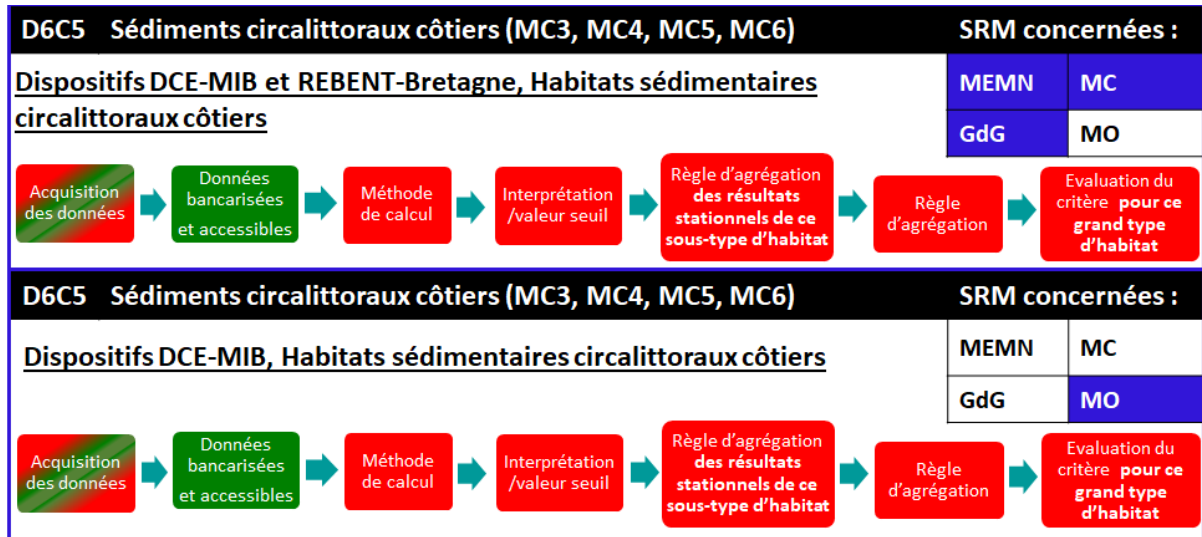 D6C5 Sédiments circalittoraux côtiers (MC3, MC4, MC5, MC6) SRM concernées :
Dispositifs DCE-MIB et REBENT-Bretagne, Habitats sédimentaires
circalittoraux côtiers
MEMN MC
GdG MO
Acquisition
des données
Données
bancarisées
et accessibles
Méthode
de calcul
Interprétation
/valeur seuil
Règle d'agrégation
des résultats
stationnels de ce
sous-type d'habitat
Règle
d'agrégation
Evaluation du
critère pour ce
grand type
d'habitat
D6C5 Sédiments circalittoraux côtiers (MC3, MC4, MC5, MC6) SRM concernées :
Dispositifs DCE-MIB, Habitats sédimentaires circalittoraux côtiers
MEMN MC
GdG MO
Acquisition
des données
Données
bancarisées
et accessibles
Méthode
de calcul
Interprétation
/valeur seuil
Règle d'agrégation
des résultats
stationnels de ce
sous-type d'habitat
Règle
d'agrégation
Evaluation du
critère pour ce
grand type
d'habitat